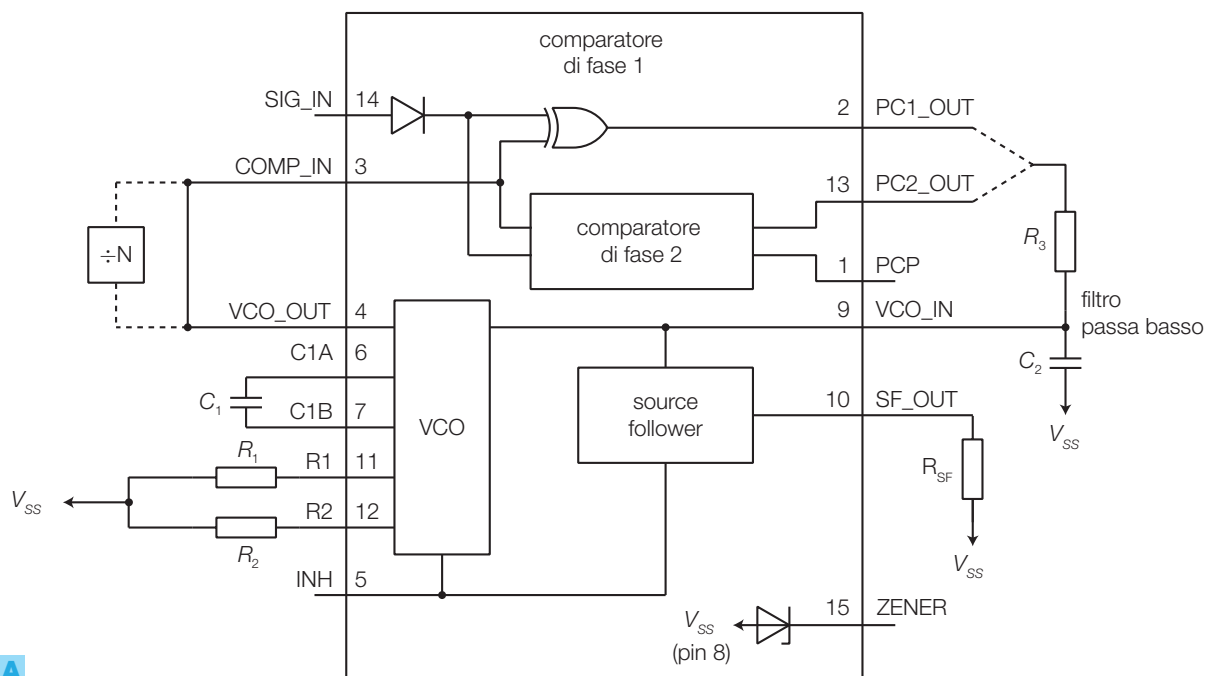 comparatore
di fase 1
SIG_IN 14
2 PC1_OUT
COMP_IN 3
13 PC2_OUT
÷N
comparatore
di fase 2
R3
1 PCP
VCO_OUT 4
9 VCO_IN
filtro
passa basso
C1A 6
C2
C1
C1B 7
VCO
source
follower
10 SF_OUT
VSS
R1
R1 11
RSF
VSS
R2 12
R2
VSS
INH 5
15 ZENER
VSS
(pin 8)
A